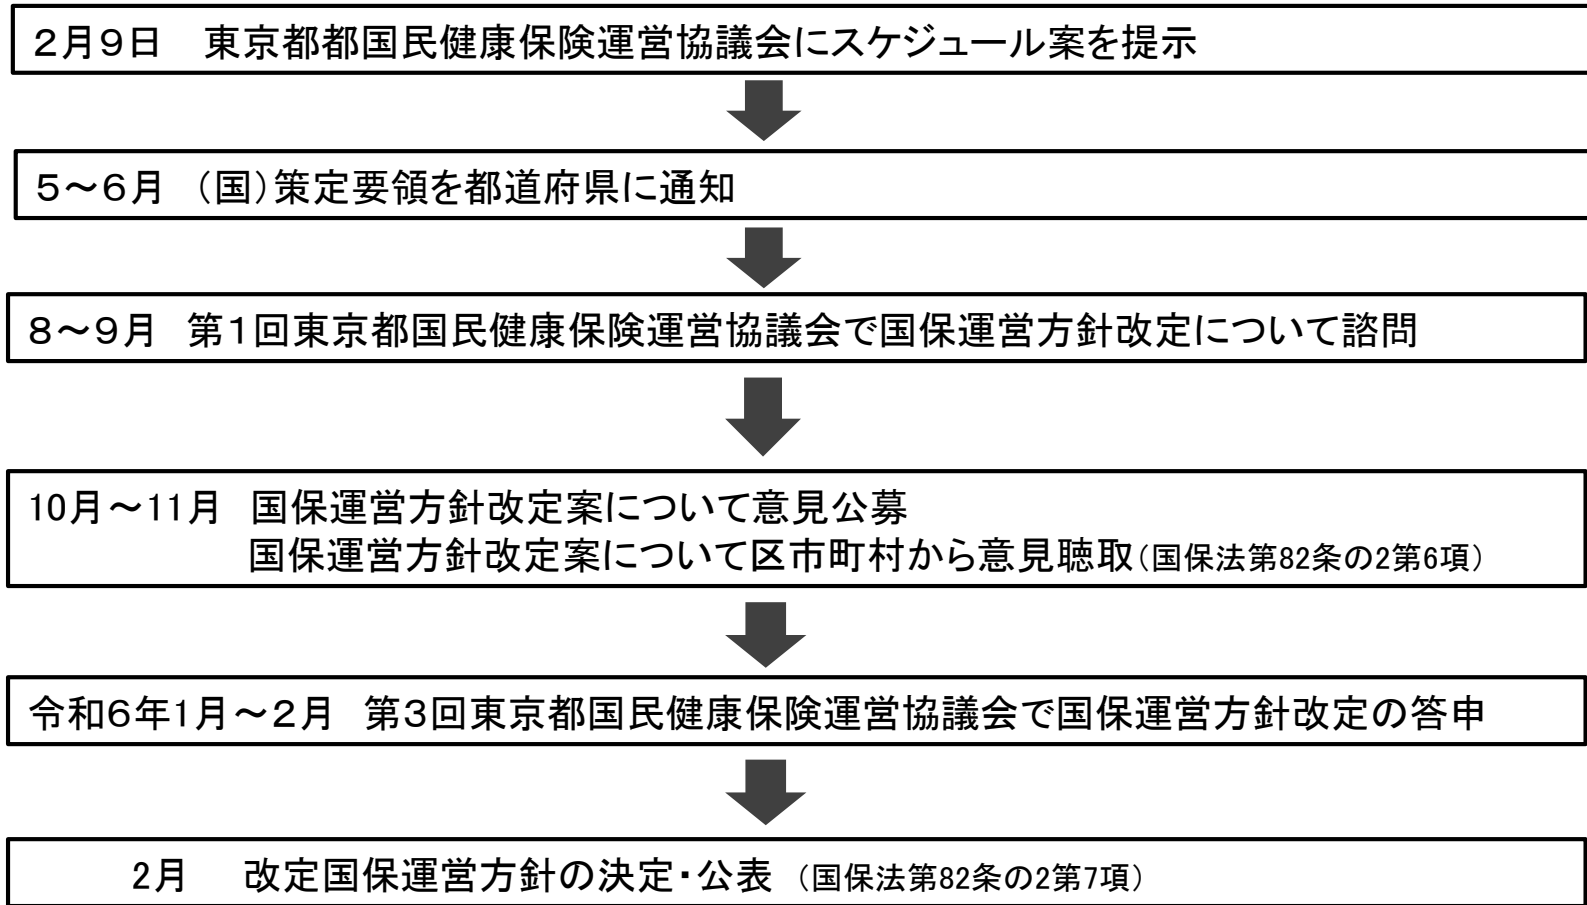 ２月９日　東京都都国民健康保険運営協議会にスケジュール案を提示
５～６月　（国）策定要領を都道府県に通知
８～９月　第１回東京都国民健康保険運営協議会で国保運営方針改定について諮問
10月～11月　国保運営方針改定案について意見公募
国保運営方針改定案について区市町村から意見聴取（国保法第82条の2第6項）
令和６年1月～２月　第３回東京都国民健康保険運営協議会で国保運営方針改定の答申
2月　改定国保運営方針の決定・公表　（国保法第82条の2第7項）